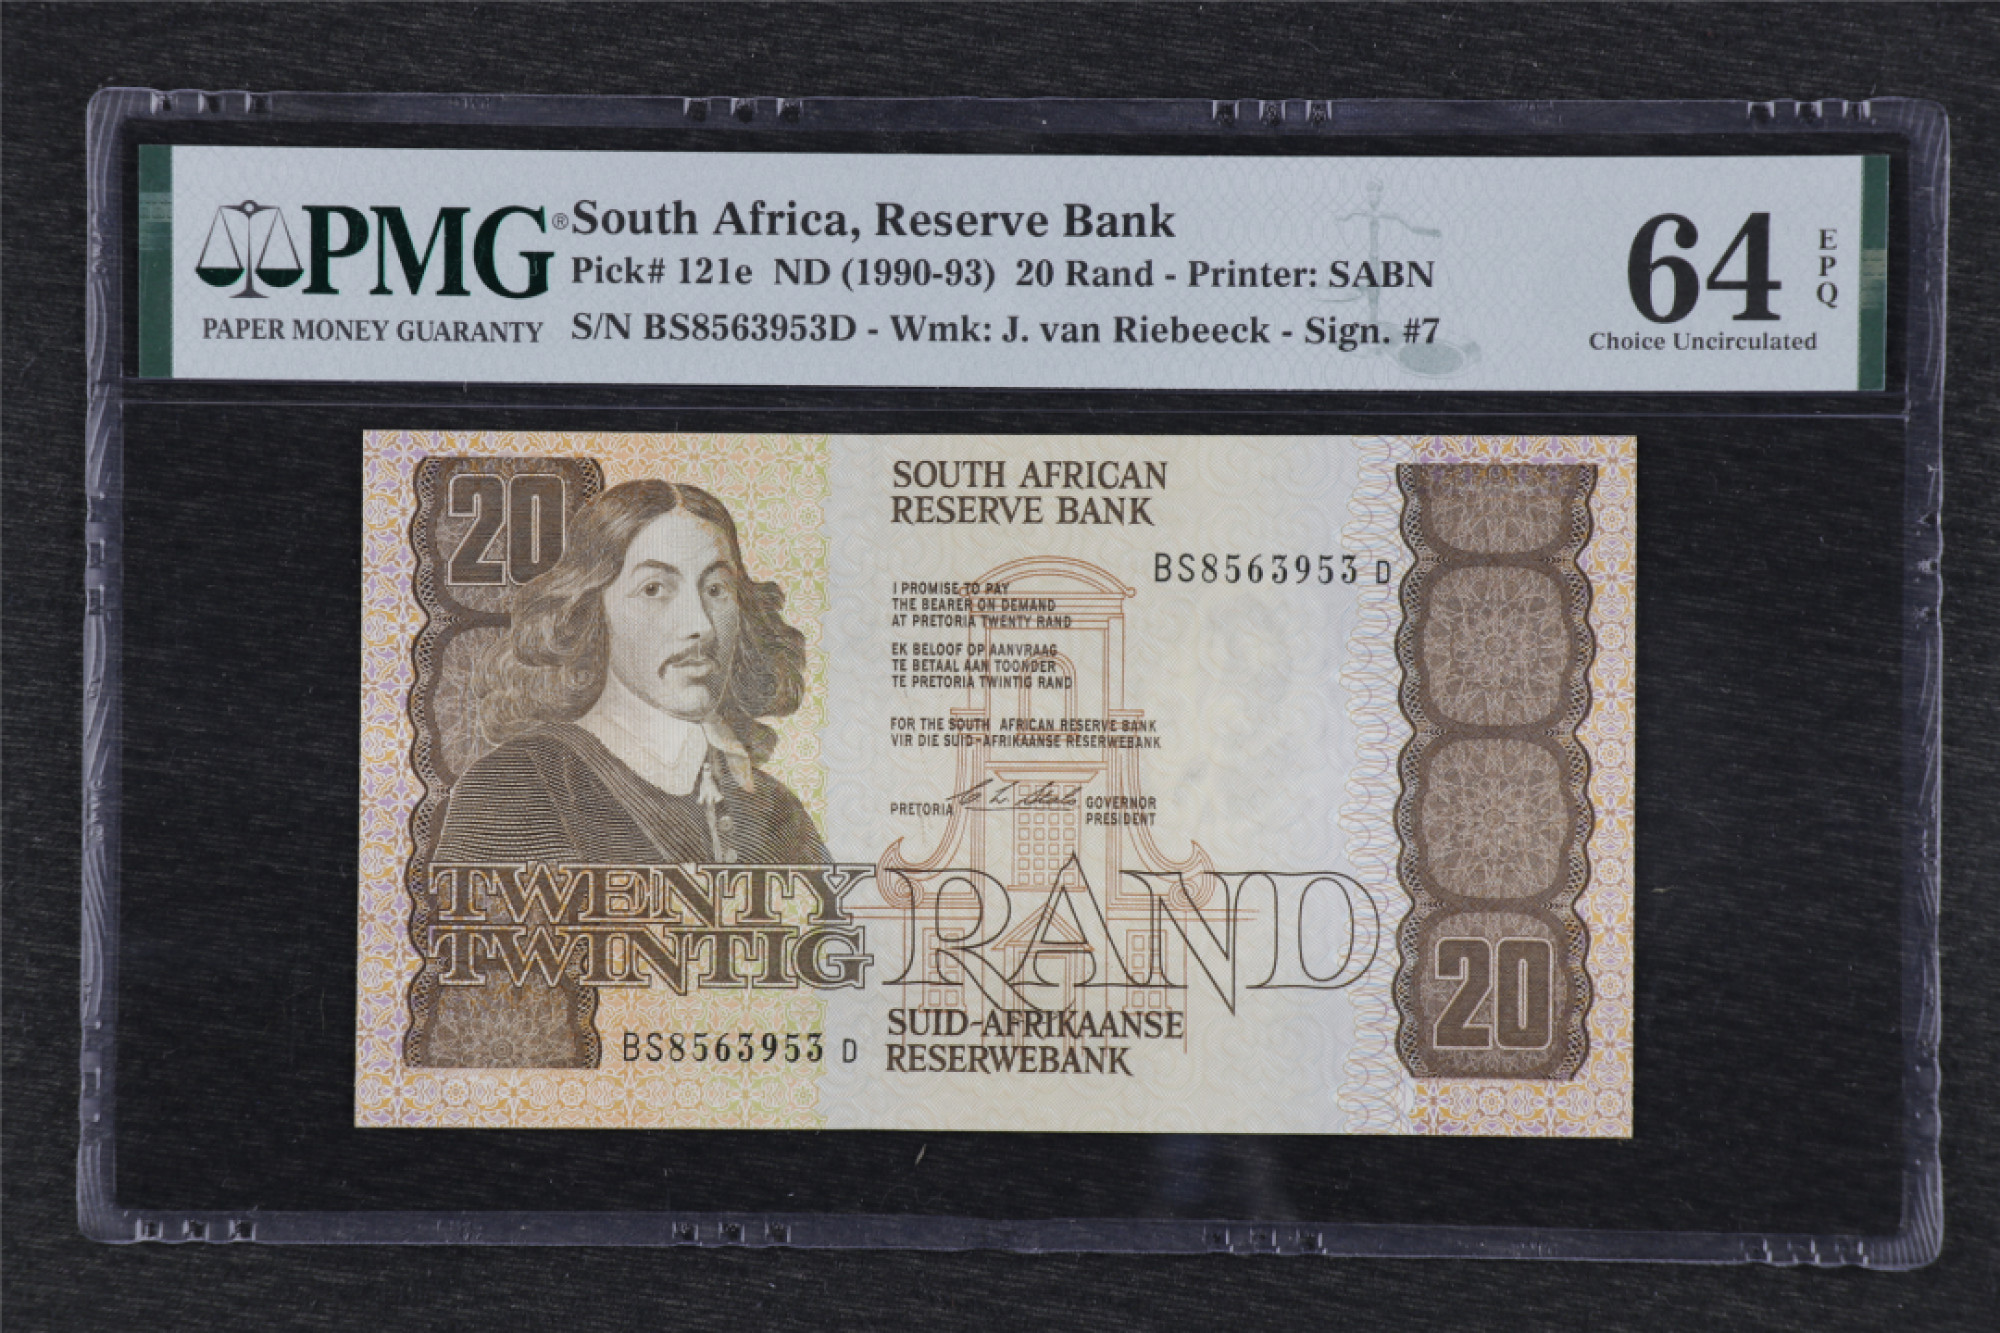 PMG®
PAPER MONEY GUARANTY
South Africa, Reserve Bank
Pick# 121e ND (1990-93) 20 Rand - Printer: SABN
S/N BS8563953D - Wmk: J. van Riebeeck - Sign. #7
64
EPQ
Choice Uncirculated
20
SOUTH AFRICAN
RESERVE BANK
BS8563953 D
I PROMISE TO PAY
THE BEARER ON DEMAND
AT PRETORIA TWENTY RAND
EK BELOOF OP AANVRAAG
TE BETAAL AAN TOONDER
TE PRETORIA TWINTIG RAND
FOR THE SOUTH AFRICAN RESERVE BANK
VIR DIE SUID-AFRIKAANSE RESERWEBANK
PRETORIA
GOVERNOR
PRESIDENT
TWENTY
TWINTIG
RAND
20
BS8563953 D
SUID-AFRIKAANSE
RESERWEBANK